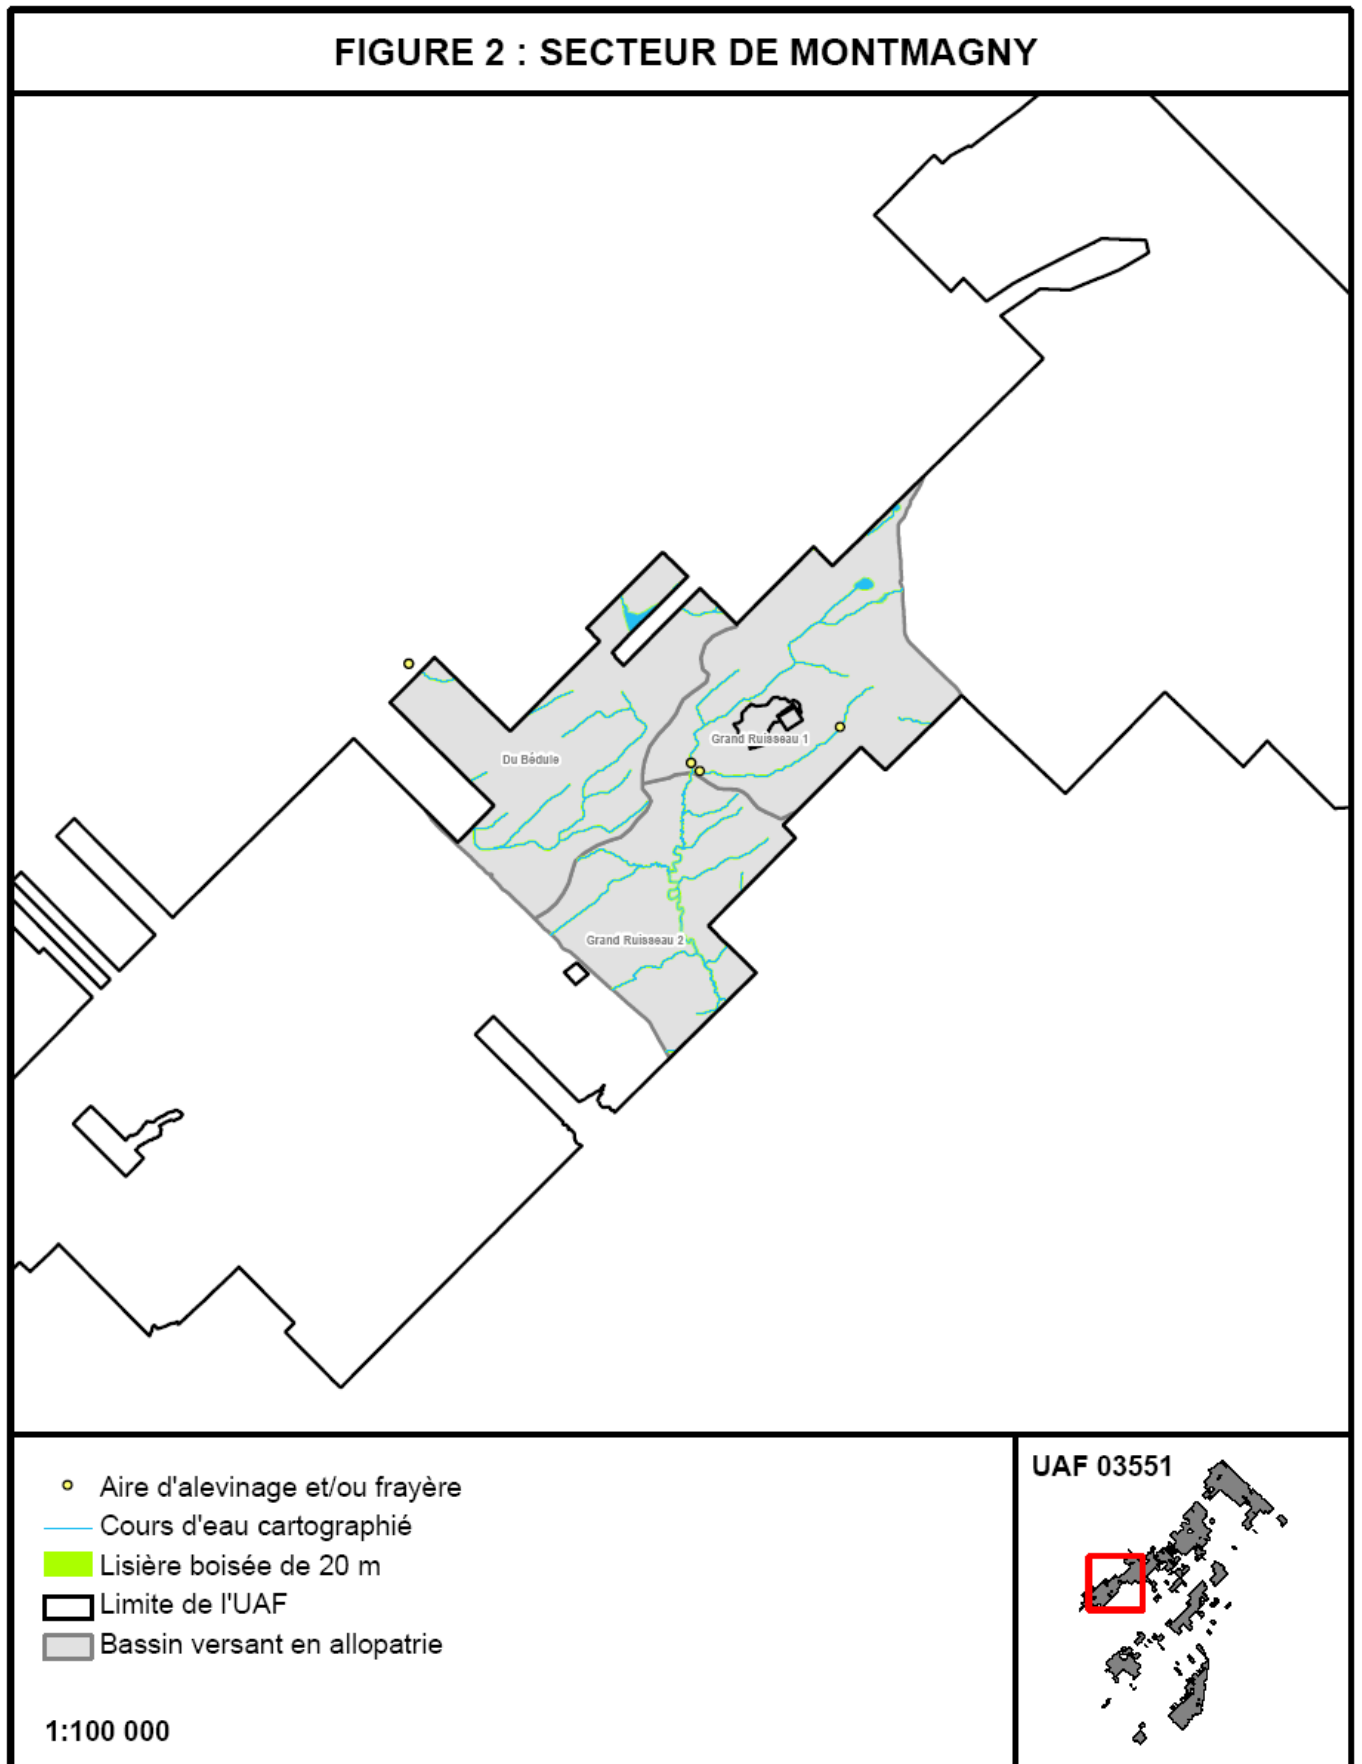 FIGURE 2 : SECTEUR DE MONTMAGNY
Grand Ruisseau 1
Du Bédule
Grand Ruisseau 2
Aire d'alevinage et/ou frayère
Cours d'eau cartographié
Lisière boisée de 20 m
Limite de l'UAF
Bassin versant en allopatrie
1:100 000
UAF 03551